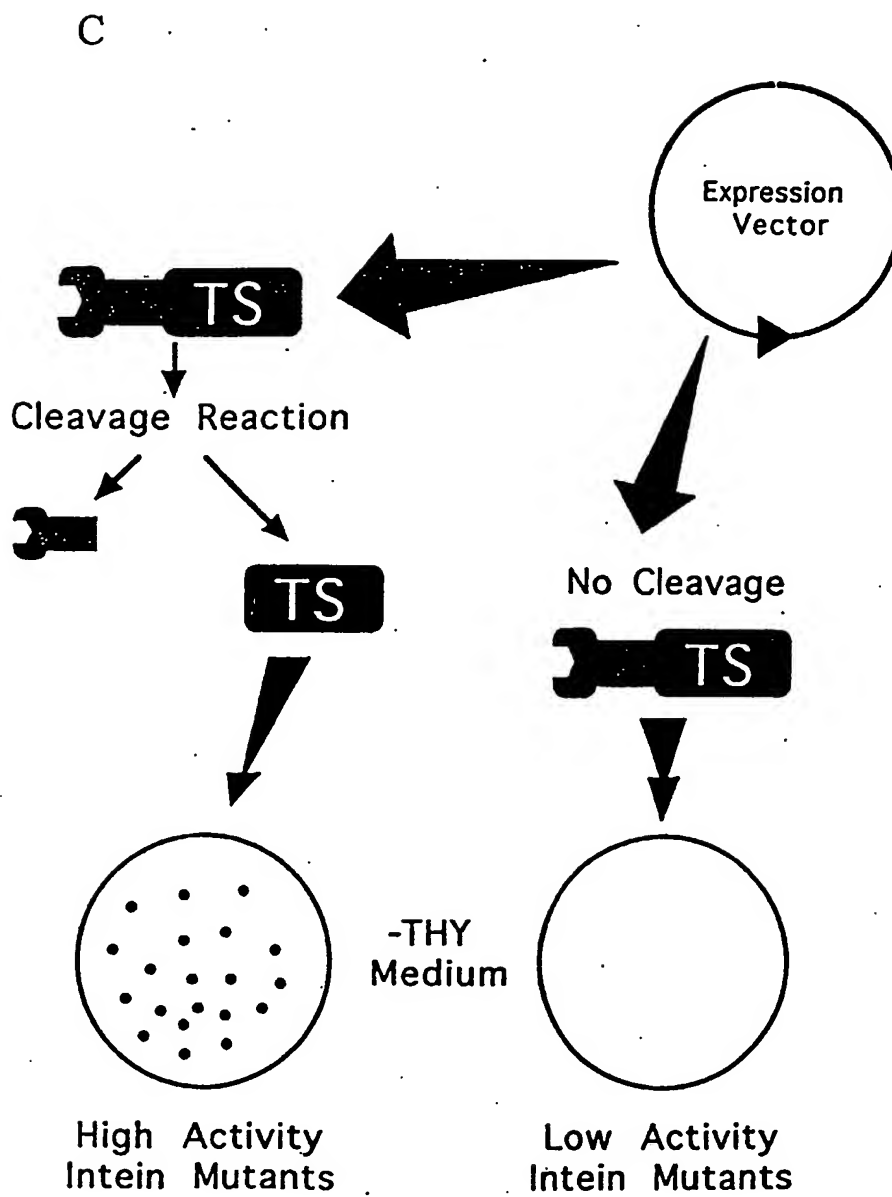 C
Expression
Vector
TS
Cleavage Reaction
TS
No Cleavage
TS
-THY
Medium
High Activity
Intein Mutants
Low Activity
Intein Mutants